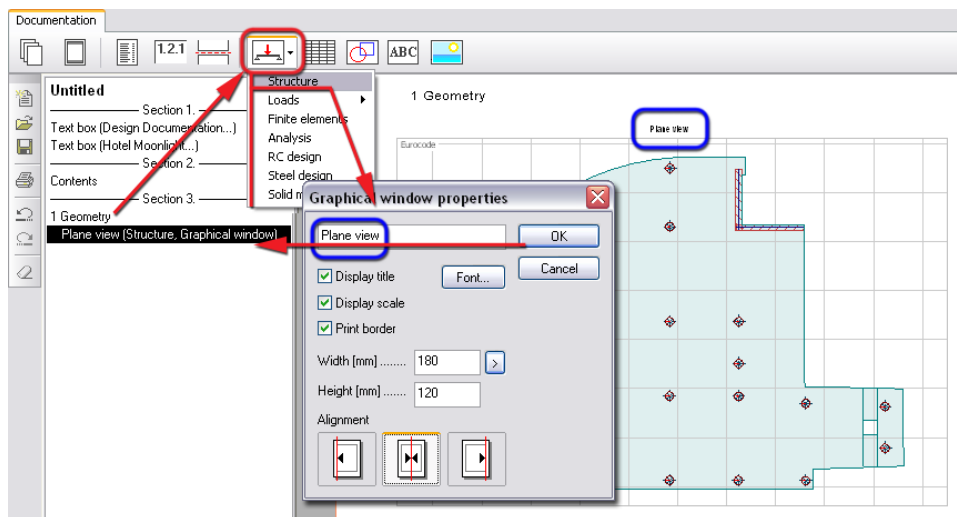 Documentation
1.2.1
ABC
Untitled
Section 1.
Text box (Design Documentation...)
Text box (Hotel Moonlight...)
Section 2.
Contents
Section 3.
1 Geometry
Plane view (Structure, Graphical window)
Structure
Loads
Finite elements
Analysis
RC design
Steel design
Solid m
Graphical window properties
Plane view
OK
Display title
Font...
Cancel
Display scale
Print border
Width [mm] ........ 180
>
Height [mm] ....... 120
Alignment
1 Geometry
Plane view
Eurocode